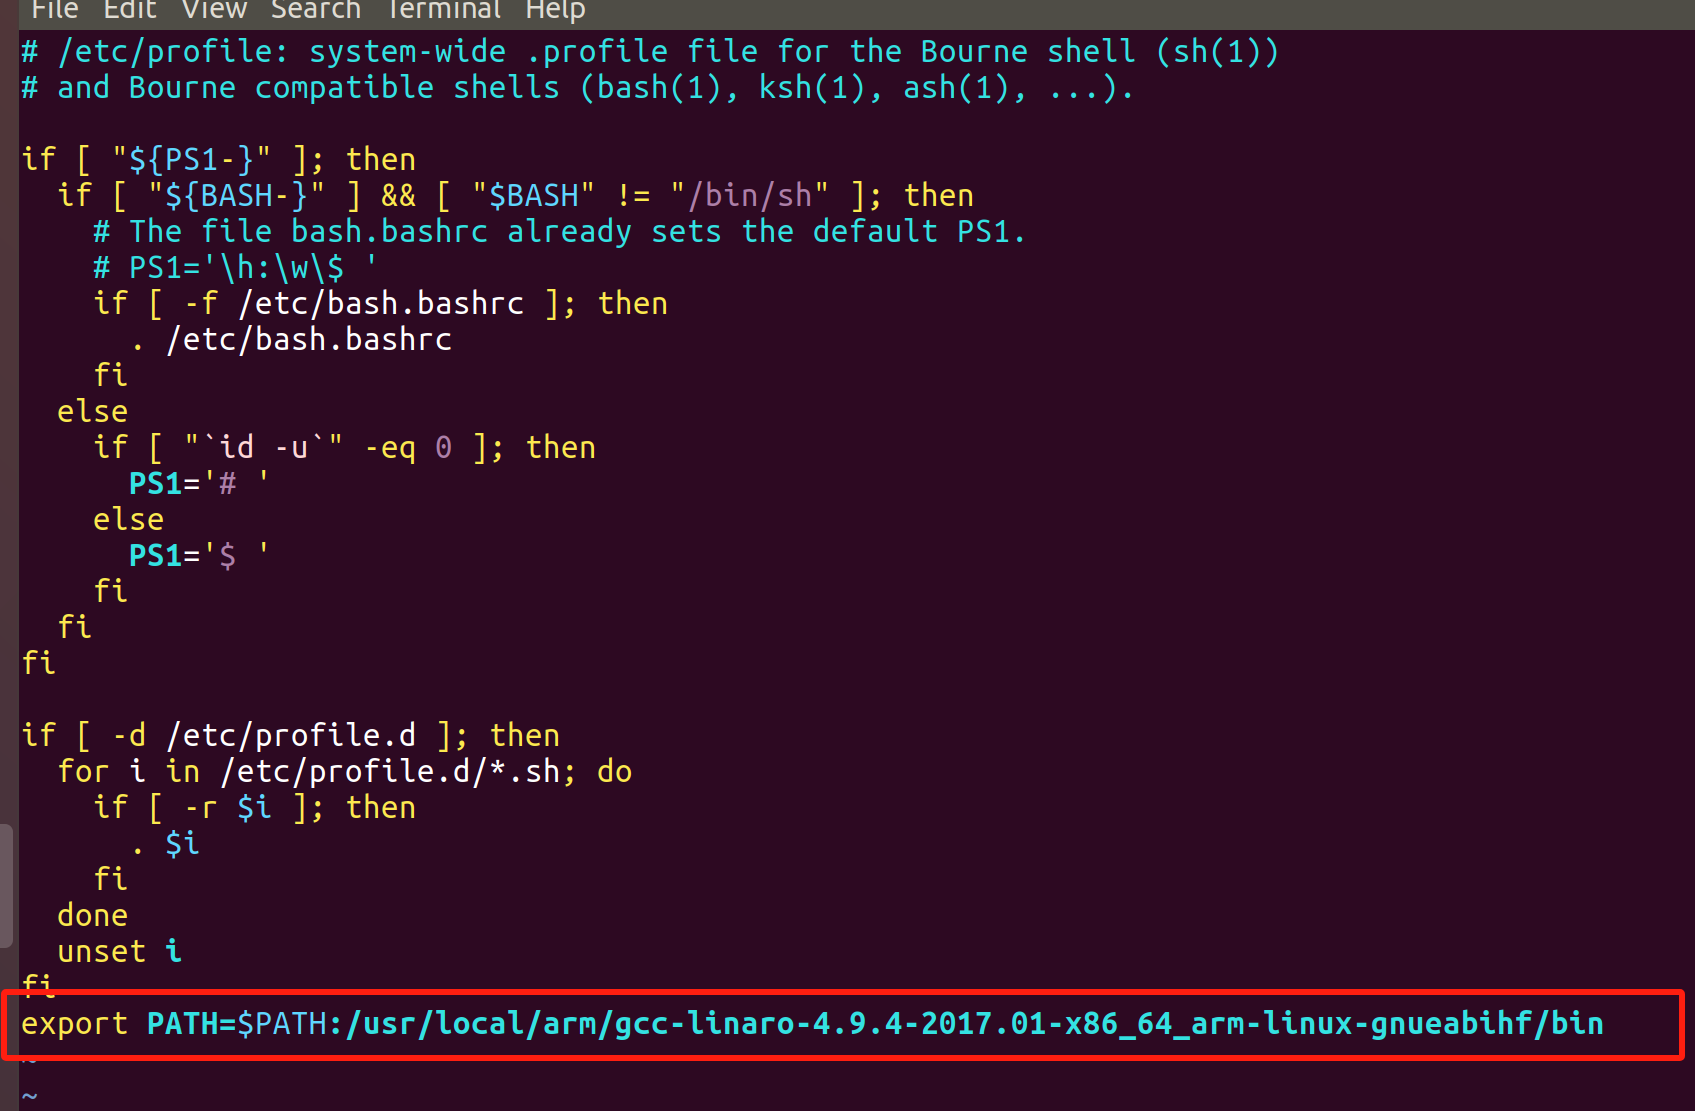 File Edit View Search Terminal Help
# /etc/profile: system-wide .profile file for the Bourne shell (sh(1))
# and Bourne compatible shells (bash(1), ksh(1), ash(1), ...).
if [ "${PS1-}" ]; then
  if [ "${BASH-}" ] && [ "$BASH" != "/bin/sh" ]; then
    # The file bash.bashrc already sets the default PS1.
    # PS1='\h:\w\$ '
    if [ -f /etc/bash.bashrc ]; then
      . /etc/bash.bashrc
    fi
  else
    if [ "`id -u`" -eq 0 ]; then
      PS1='# '
    else
      PS1='$ '
    fi
  fi
fi
if [ -d /etc/profile.d ]; then
  for i in /etc/profile.d/*.sh; do
    if [ -r $i ]; then
      . $i
    fi
  done
  unset i
fi
export PATH=$PATH:/usr/local/arm/gcc-linaro-4.9.4-2017.01-x86_64_arm-linux-gnueabihf/bin
~
~